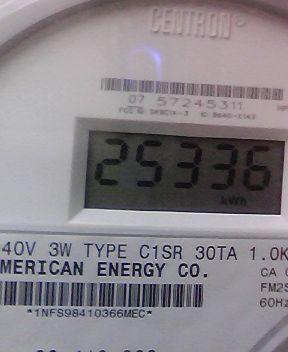 CENTRON®
07 57245311
25336
kWh
40V 3W TYPE C1SR 30TA 1.0K
MERICAN ENERGY CO.
CA
FM2S
60Hz
*1NFS98410366MEC*